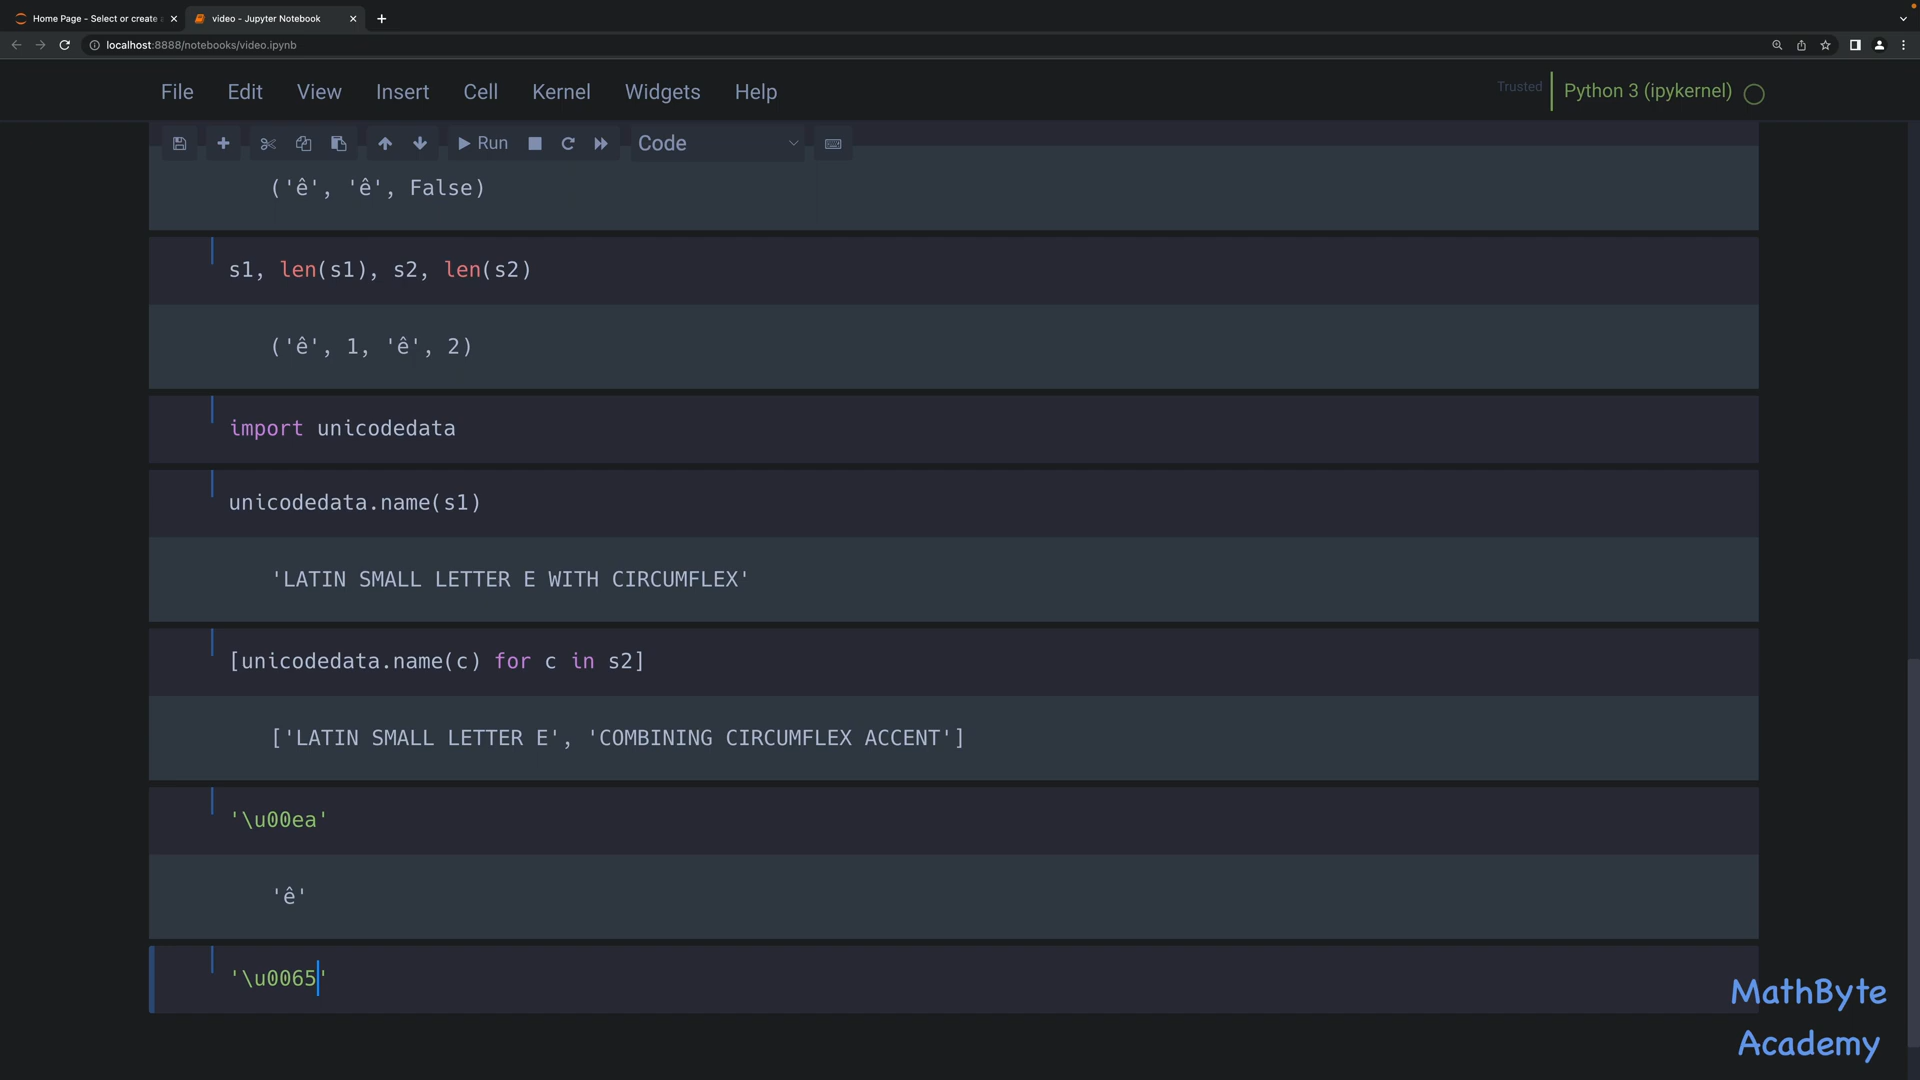 Home Page - Select or create a
video - Jupyter Notebook
localhost:8888/notebooks/video.ipynb
File Edit View Insert Cell Kernel Widgets Help
Trusted
Python 3 (ipykernel)
Run
Code
('ê', 'ê', False)
s1, len(s1), s2, len(s2)
('ê', 1, 'ê', 2)
import unicodedata
unicodedata.name(s1)
'LATIN SMALL LETTER E WITH CIRCUMFLEX'
[unicodedata.name(c) for c in s2]
['LATIN SMALL LETTER E', 'COMBINING CIRCUMFLEX ACCENT']
'\u00ea'
'ê'
'\u0065'
MathByte
Academy